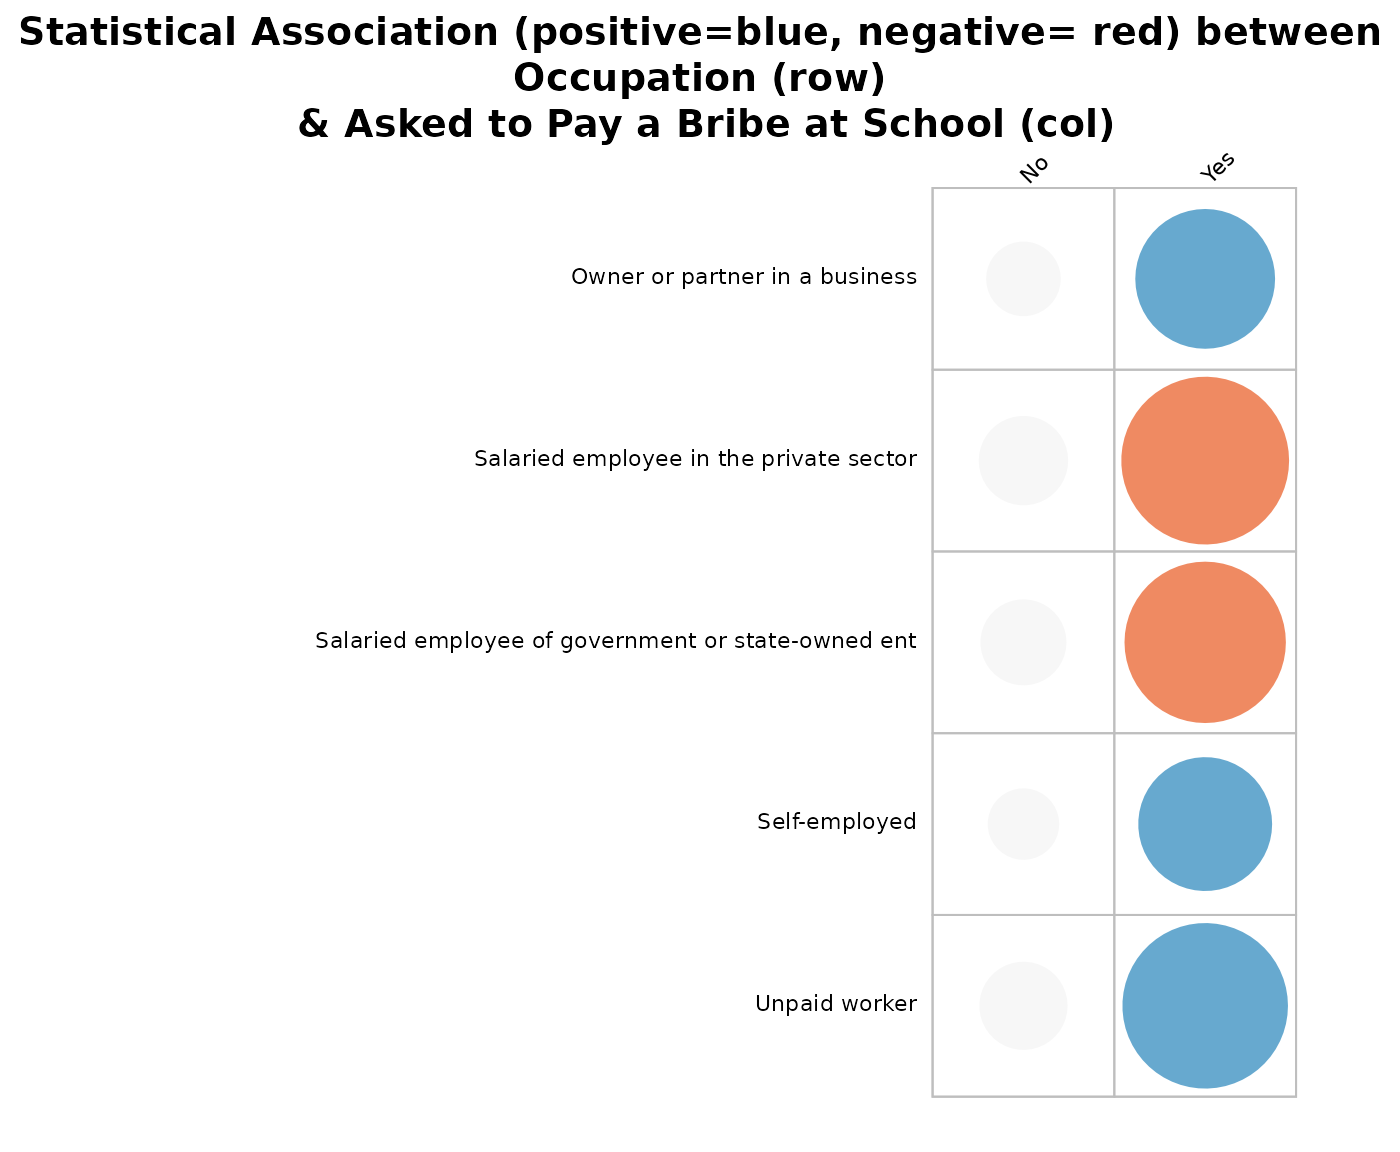 Statistical Association (positive=blue, negative= red) between
Occupation (row)
& Asked to Pay a Bribe at School (col)
No
Yes
Owner or partner in a business
Salaried employee in the private sector
Salaried employee of government or state-owned ent
Self-employed
Unpaid worker